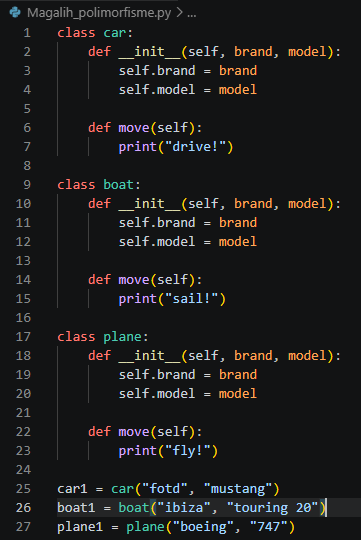 Magalih_polimorfisme.py > ...
1 class car:
2     def __init__(self, brand, model):
3         self.brand = brand
4         self.model = model
5
6     def move(self):
7         print("drive!")
8
9 class boat:
10     def __init__(self, brand, model):
11         self.brand = brand
12         self.model = model
13
14     def move(self):
15         print("sail!")
16
17 class plane:
18     def __init__(self, brand, model):
19         self.brand = brand
20         self.model = model
21
22     def move(self):
23         print("fly!")
24
25 car1 = car("fotd", "mustang")
26 boat1 = boat("ibiza", "touring 20")
27 plane1 = plane("boeing", "747")